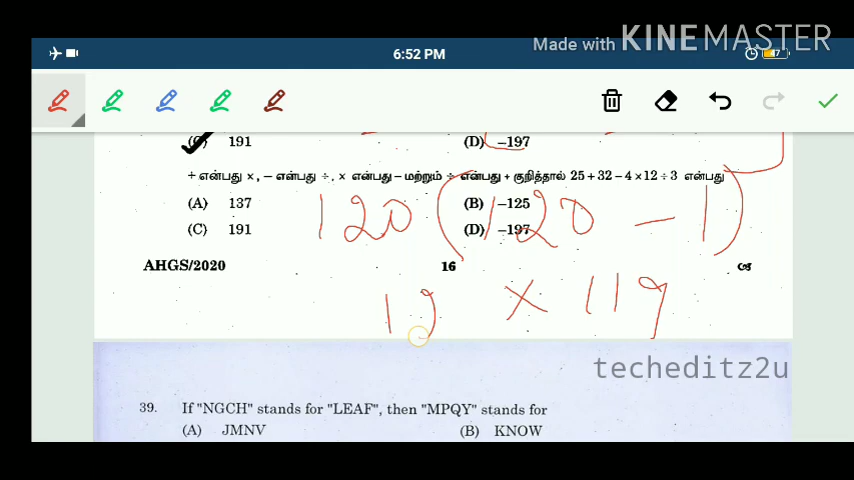 Made with KINEMASTER
6:52 PM
47
(C) 191 (D) -197
+ என்பது ×, – என்பது ÷, × என்பது – மற்றும் ÷ என்பது + குறித்தால் 25 + 32 – 4 × 12 ÷ 3 என்பது
(A) 137 (B) -125
(C) 191 (D) -197
120 (120 - 1)
AHGS/2020 16
1 × 119
techeditz2u
39. If "NGCH" stands for "LEAF", then "MPQY" stands for
(A) JMNV (B) KNOW